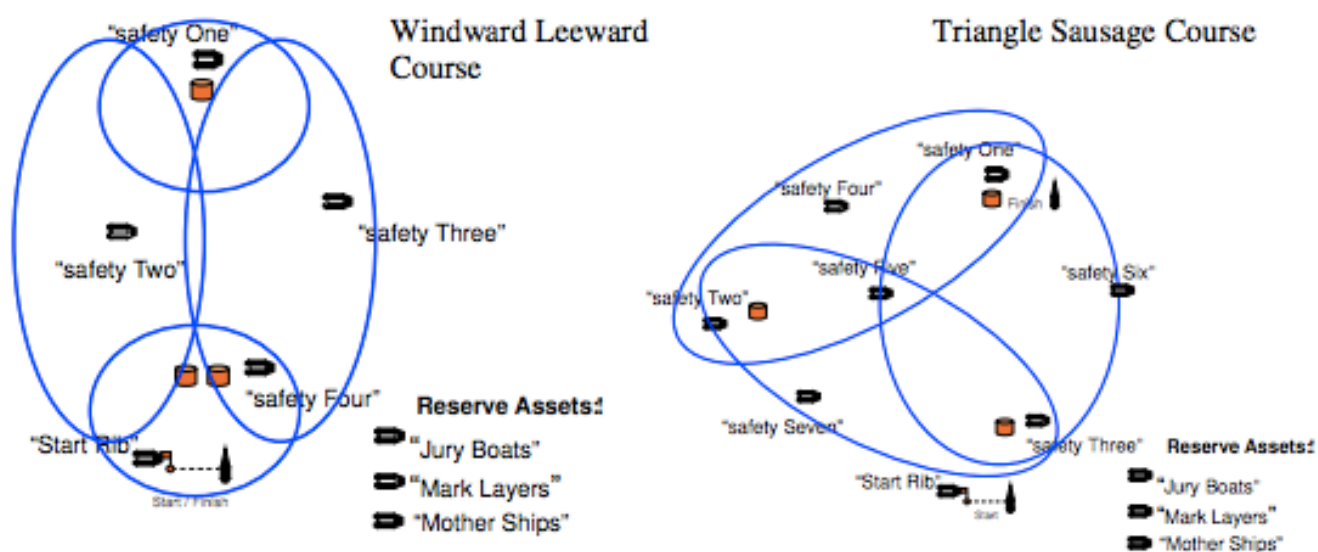 Windward Leeward
Course
"safety One"
"safety Two"
"safety Three"
"safety Four"
"Start Rib"
Start / Finish
Reserve Assets:
"Jury Boats"
"Mark Layers"
"Mother Ships"
Triangle Sausage Course
"safety One"
"safety Four"
Finish
"safety Five"
"safety Six"
"safety Two"
"safety Seven"
"safety Three"
"Start Rib"
Start
Reserve Assets:
"Jury Boats"
"Mark Layers"
"Mother Ships"